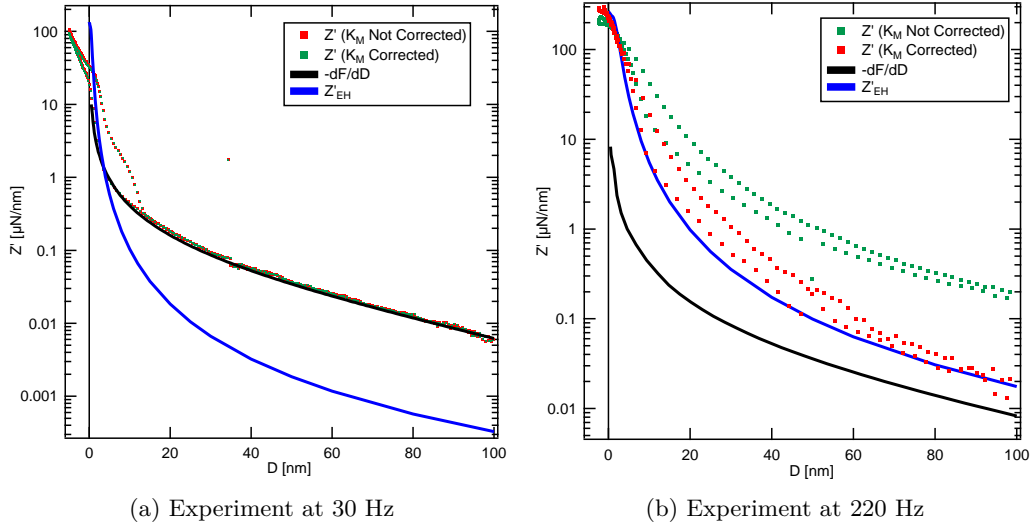 100
10
1
0.1
0.01
0.001
Z' [µN/nm]
0
20
40
60
80
100
D [nm]
Z' (K_M Not Corrected)
Z' (K_M Corrected)
-dF/dD
Z'_EH
(a) Experiment at 30 Hz
100
10
1
0.1
0.01
Z' [µN/nm]
0
20
40
60
80
100
D [nm]
Z' (K_M Not Corrected)
Z' (K_M Corrected)
-dF/dD
Z'_EH
(b) Experiment at 220 Hz